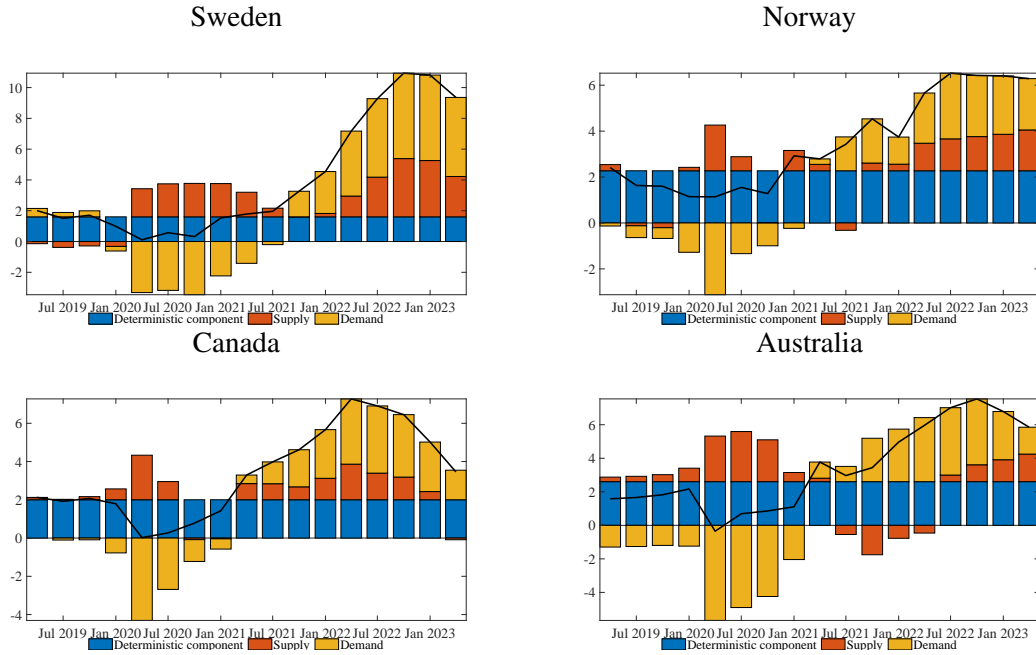 Sweden
Norway
10
8
6
4
2
0
-2
Jul 2019 Jan 2020 Jul 2020 Jan 2021 Jul 2021 Jan 2022 Jul 2022 Jan 2023
Deterministic component Supply Demand
6
4
2
0
-2
Jul 2019 Jan 2020 Jul 2020 Jan 2021 Jul 2021 Jan 2022 Jul 2022 Jan 2023
Deterministic component Supply Demand
Canada
Australia
6
4
2
0
-2
-4
Jul 2019 Jan 2020 Jul 2020 Jan 2021 Jul 2021 Jan 2022 Jul 2022 Jan 2023
Deterministic component Supply Demand
6
4
2
0
-2
-4
Jul 2019 Jan 2020 Jul 2020 Jan 2021 Jul 2021 Jan 2022 Jul 2022 Jan 2023
Deterministic component Supply Demand